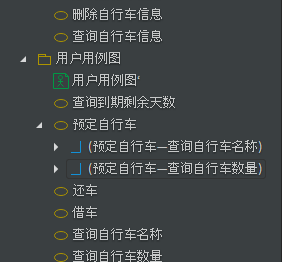 删除自行车信息
查询自行车信息
用户用例图
用户用例图*
查询到期剩余天数
预定自行车
(预定自行车—查询自行车名称)
(预定自行车—查询自行车数量)
还车
借车
查询自行车名称
查询自行车数量